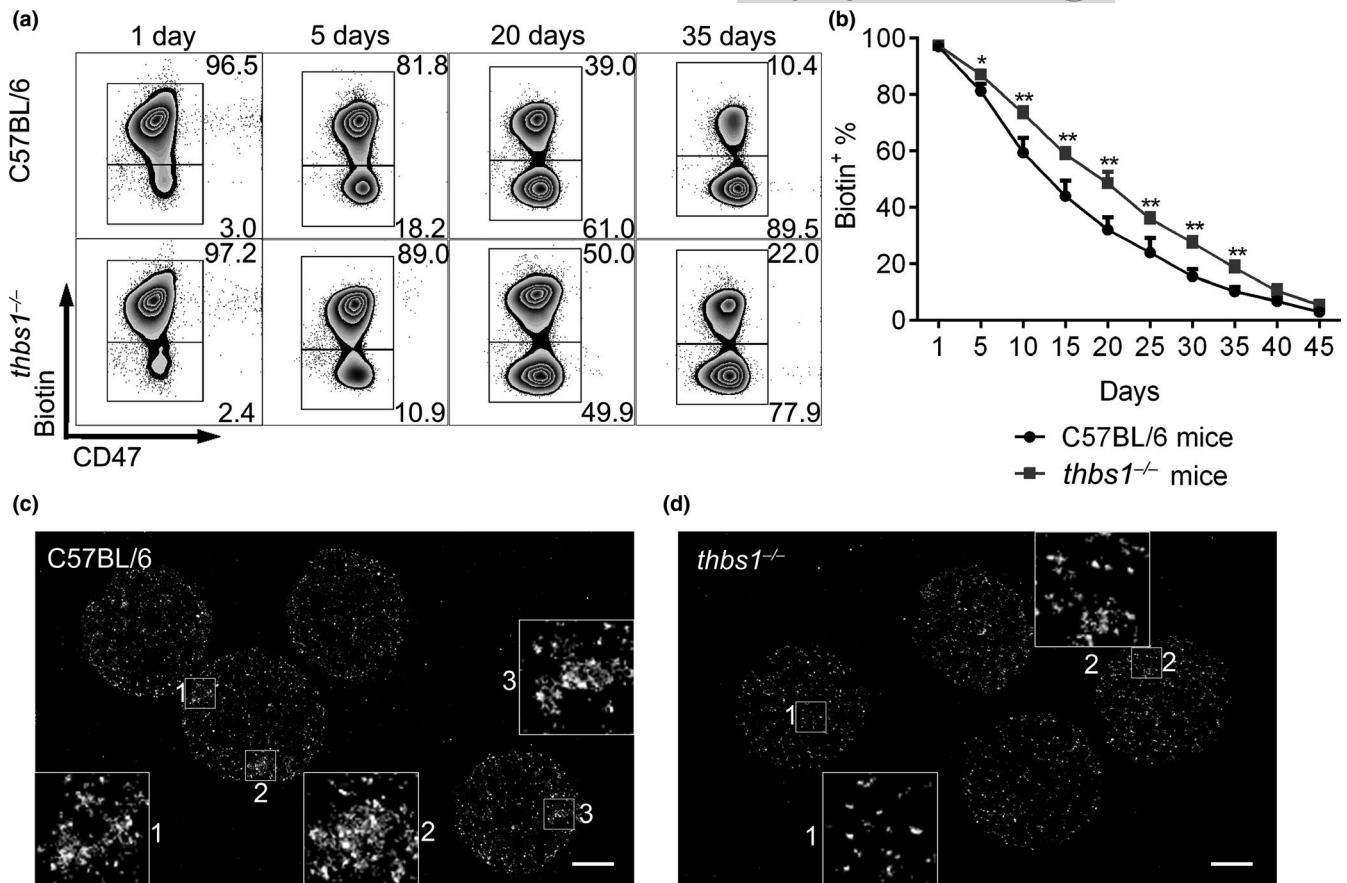 (a)
1 day
5 days
20 days
35 days
C57BL/6
96.5
81.8
39.0
10.4
3.0
18.2
61.0
89.5
thbs1–/–
97.2
89.0
50.0
22.0
2.4
10.9
49.9
77.9
Biotin
CD47
(b)
Biotin+ %
100
80
60
40
20
0
*
**
**
**
**
**
**
1 5 10 15 20 25 30 35 40 45
Days
C57BL/6 mice
thbs1–/– mice
(c)
C57BL/6
1
2
3
3
1
2
(d)
thbs1–/–
2
2
1
1